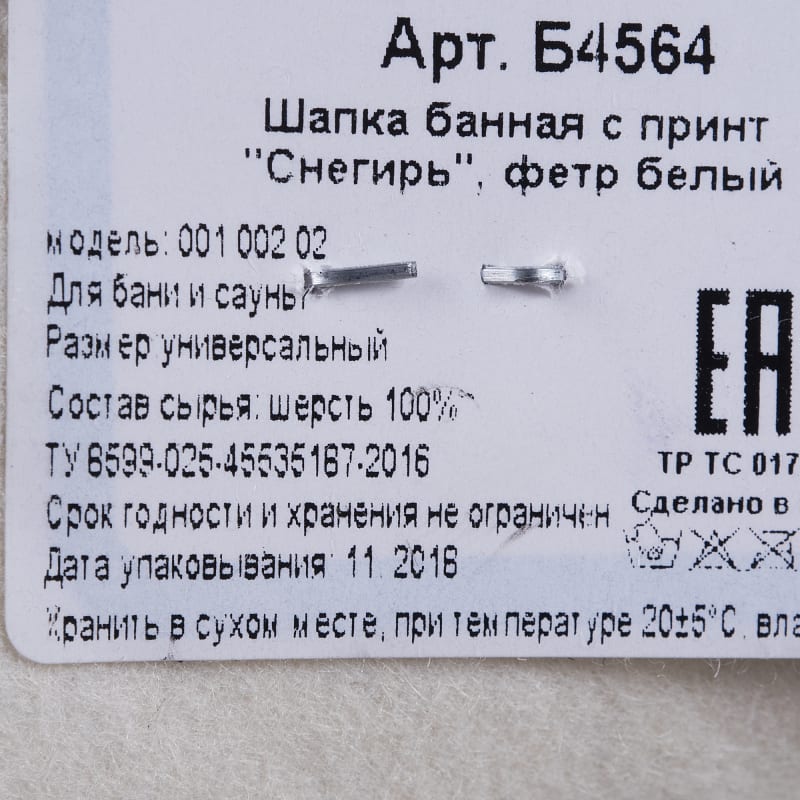 Арт. Б4564
Шапка банная с принт
"Снегирь", фетр белый
модель: 001 002 02
Для бани и сауны
Размер универсальный
Состав сырья: шерсть 100%
ТУ 8599-025-45535187-2016
Срок годности и хранения не ограничен
Дата упаковывания: 11. 2018
Хранить в сухом месте, при температуре 20±5°С, вла
EAC
ТР ТС 017
Сделано в